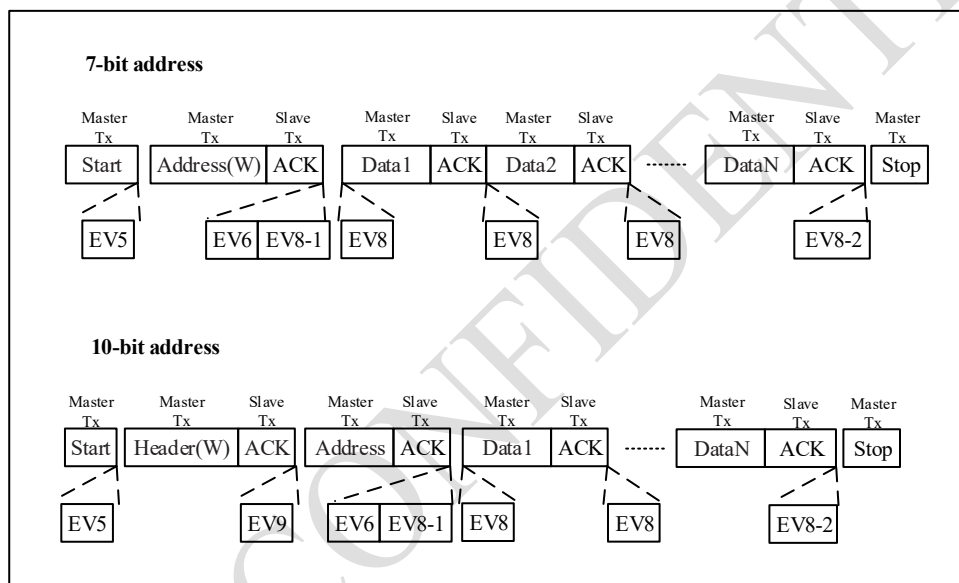 7-bit address
Master Master Slave Master Slave Master Slave Master Slave Master
Tx Tx Tx Tx Tx Tx Tx Tx Tx Tx
Start Address(W) ACK Data1 ACK Data2 ACK DataN ACK Stop
EV5 EV6 EV8-1 EV8 EV8 EV8 EV8-2
10-bit address
Master Master Slave Master Slave Master Slave Master Slave Master
Tx Tx Tx Tx Tx Tx Tx Tx Tx Tx
Start Header(W) ACK Address ACK Data1 ACK DataN ACK Stop
EV5 EV9 EV6 EV8-1 EV8 EV8 EV8-2
CONFIDENT